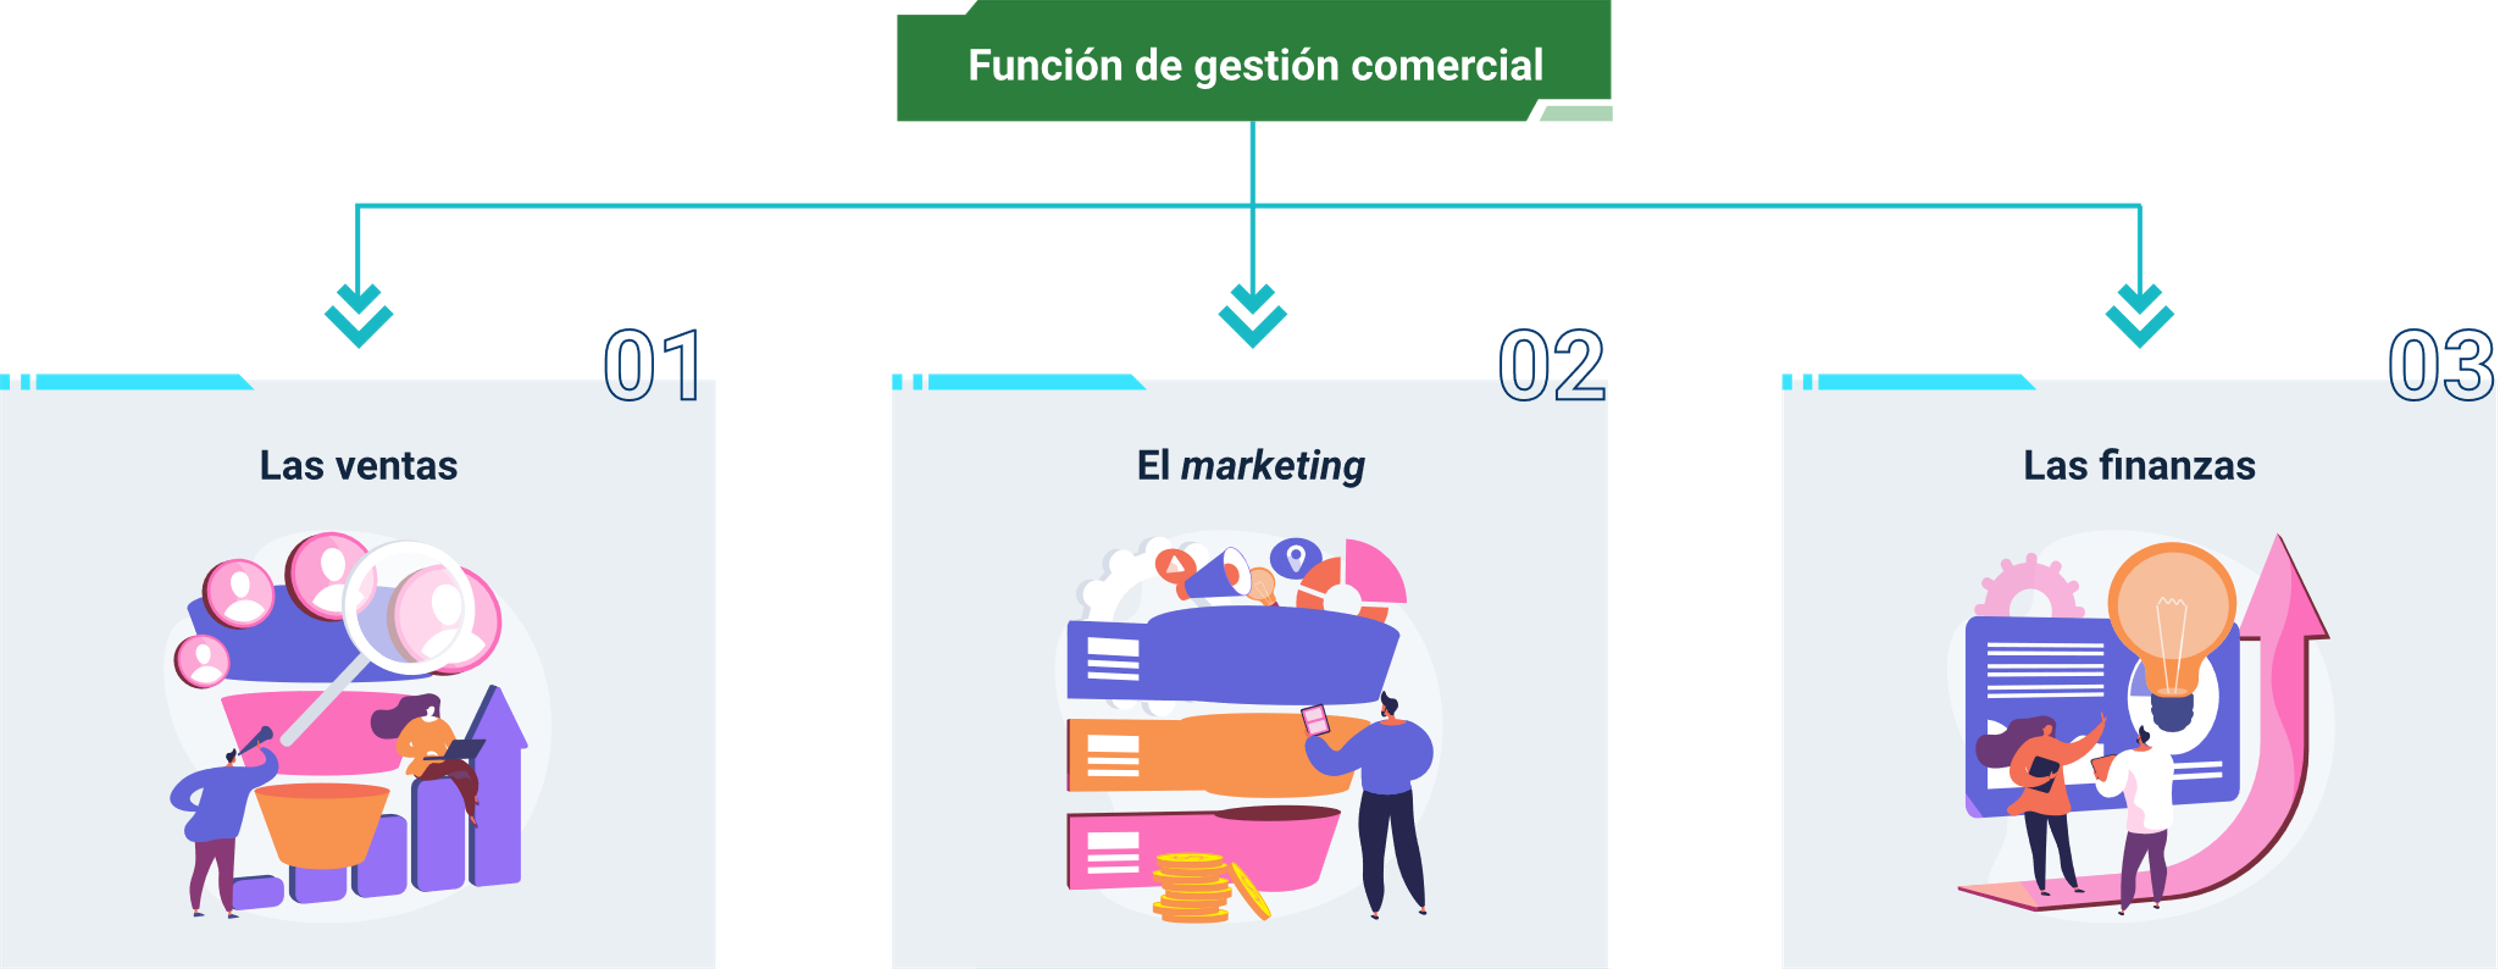 Función de gestión comercial
01
02
03
Las ventas
El marketing
Las finanzas